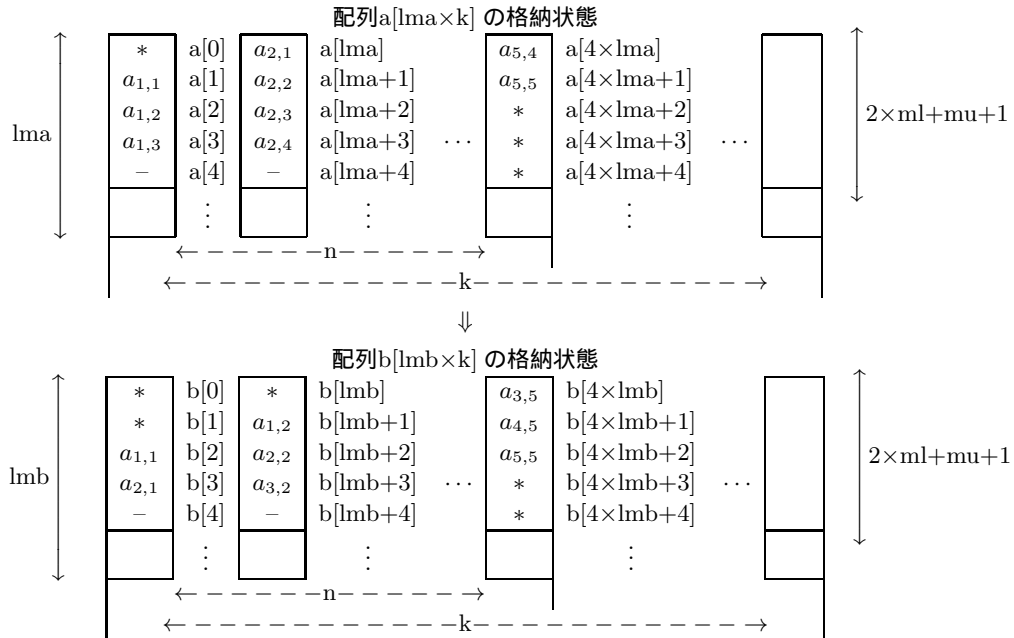 配列a[lma×k] の格納状態
* a[0] a2,1 a[lma] a5,4 a[4×lma]
a1,1 a[1] a2,2 a[lma+1] a5,5 a[4×lma+1]
a1,2 a[2] a2,3 a[lma+2] * a[4×lma+2] 2×ml+mu+1
lma a1,3 a[3] a2,4 a[lma+3] ··· * a[4×lma+3] ···
– a[4] – a[lma+4] * a[4×lma+4]
⋮ ⋮ ⋮
n
k
⇓
配列b[lmb×k] の格納状態
* b[0] * b[lmb] a3,5 b[4×lmb]
* b[1] a1,2 b[lmb+1] a4,5 b[4×lmb+1]
a1,1 b[2] a2,2 b[lmb+2] a5,5 b[4×lmb+2] 2×ml+mu+1
lmb a2,1 b[3] a3,2 b[lmb+3] ··· * b[4×lmb+3] ···
– b[4] – b[lmb+4] * b[4×lmb+4]
⋮ ⋮ ⋮
n
k